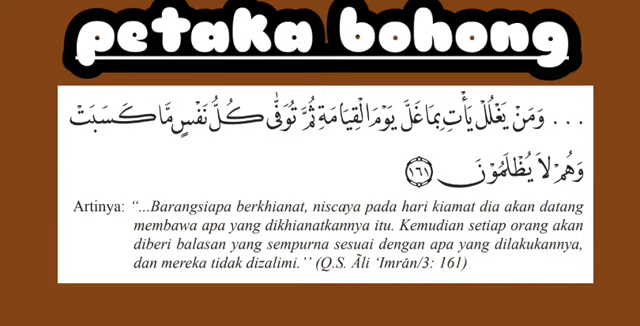 petaka bohong
... وَمَنْ يَغْلُلْ يَأْتِ بِمَا غَلَّ يَوْمَ الْقِيَامَةِ ثُمَّ تُوَفّٰى كُلُّ نَفْسٍ مَّا كَسَبَتْ
وَهُمْ لاَ يُظْلَمُوْنَ ١٦١
Artinya: “...Barangsiapa berkhianat, niscaya pada hari kiamat dia akan datang
membawa apa yang dikhianatkannya itu. Kemudian setiap orang akan
diberi balasan yang sempurna sesuai dengan apa yang dilakukannya,
dan mereka tidak dizalimi.’’ (Q.S. Ãli ‘Imrān/3: 161)